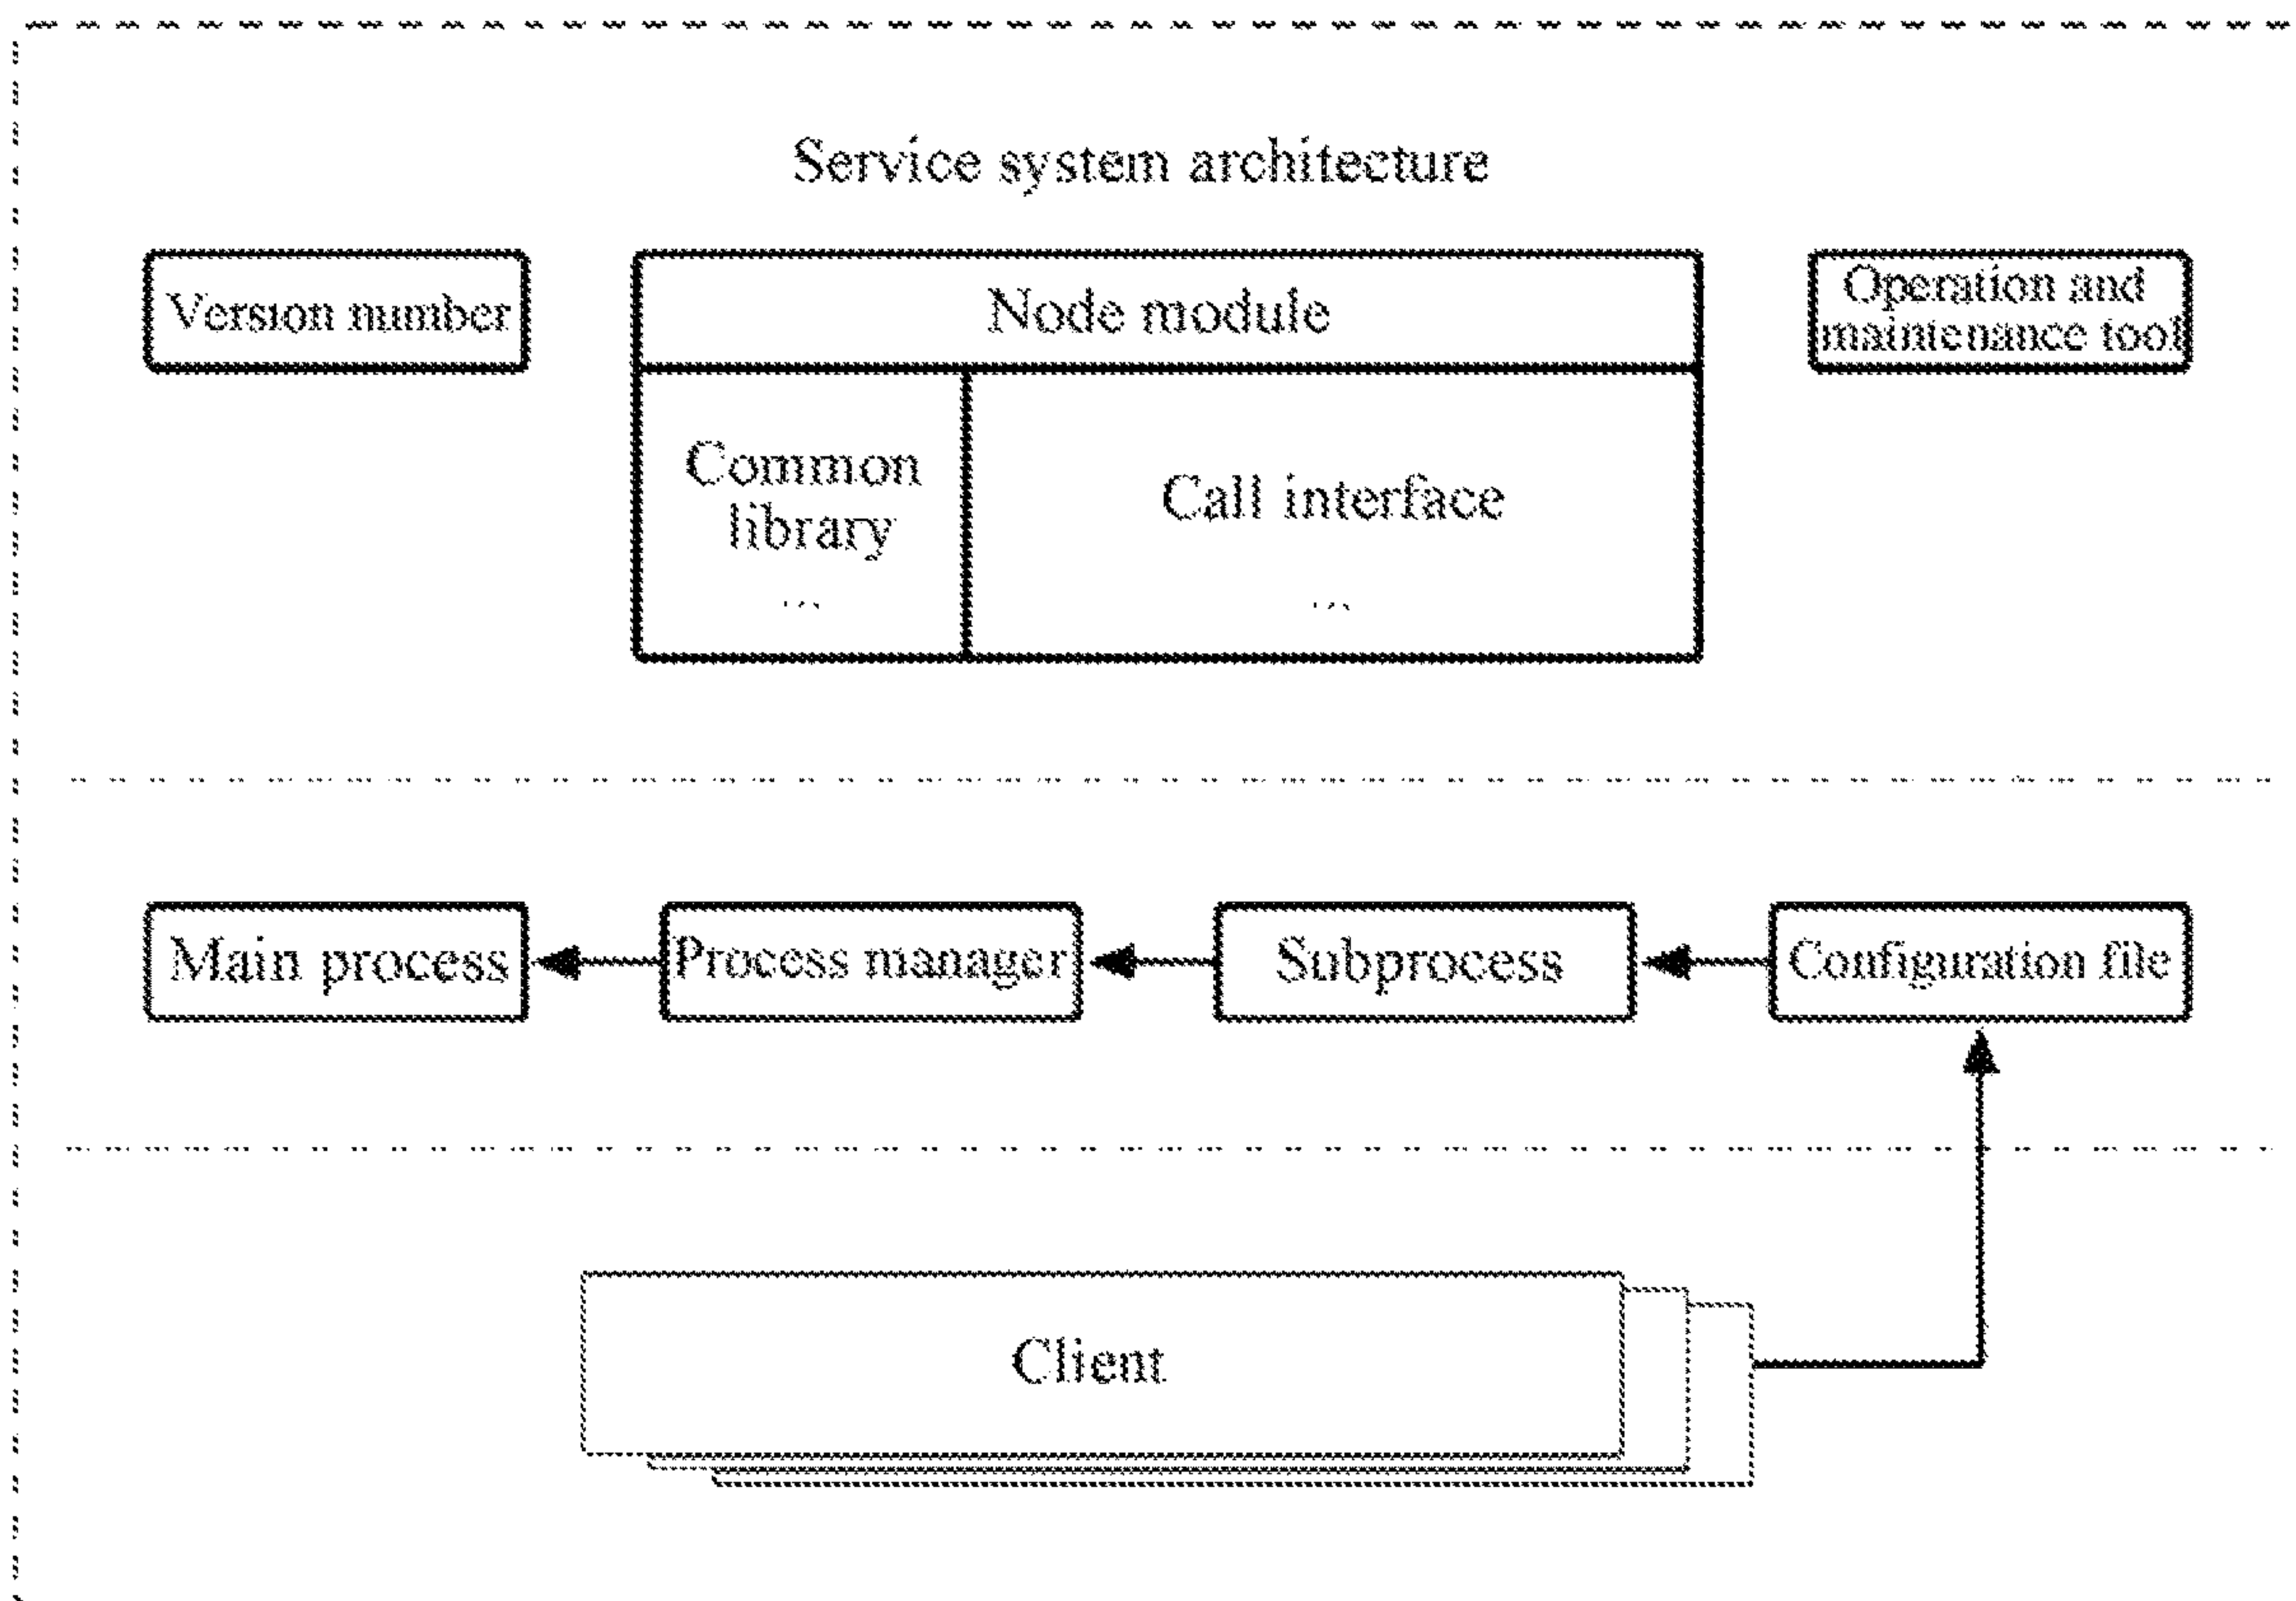 Service system architecture
Version number
Node module
Operation and
maintenance tool
Common
library
...
Call interface
...
Main process
Process manager
Subprocess
Configuration file
Client